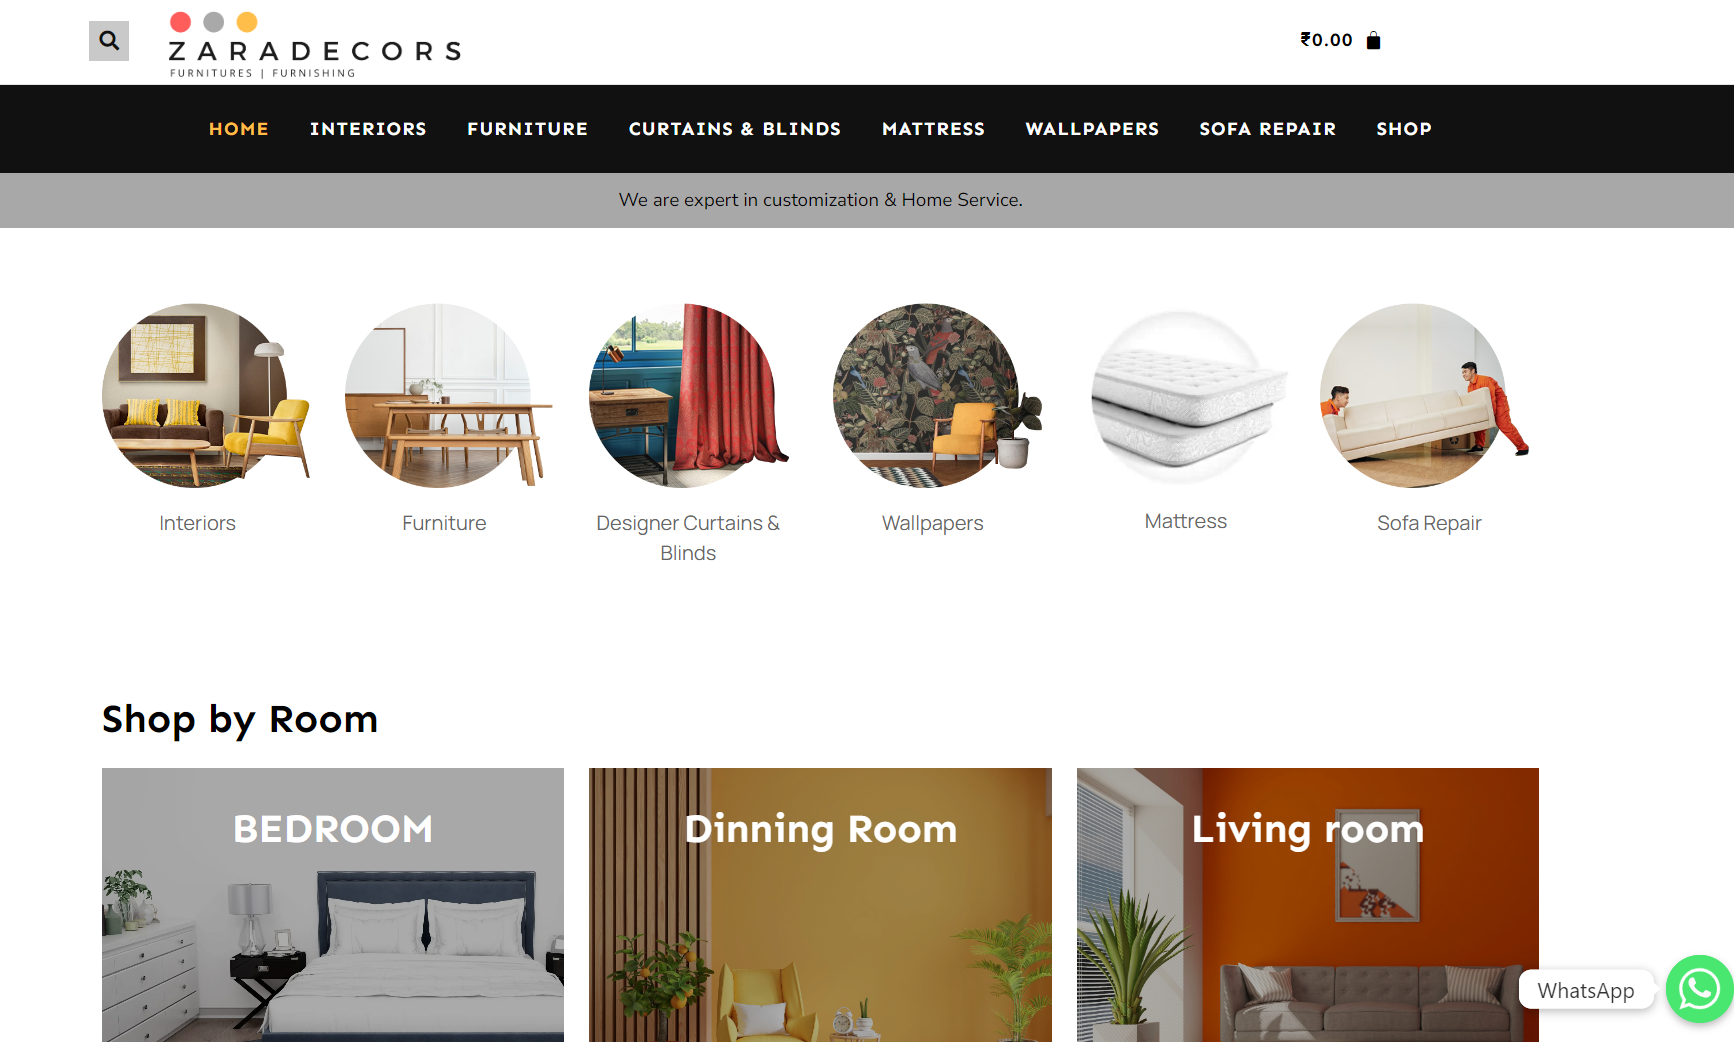 ZARADECORS
FURNITURES | FURNISHING
₹0.00
HOME INTERIORS FURNITURE CURTAINS & BLINDS MATTRESS WALLPAPERS SOFA REPAIR SHOP
We are expert in customization & Home Service.
Interiors
Furniture
Designer Curtains &
Blinds
Wallpapers
Mattress
Sofa Repair
Shop by Room
BEDROOM
Dinning Room
Living room
WhatsApp